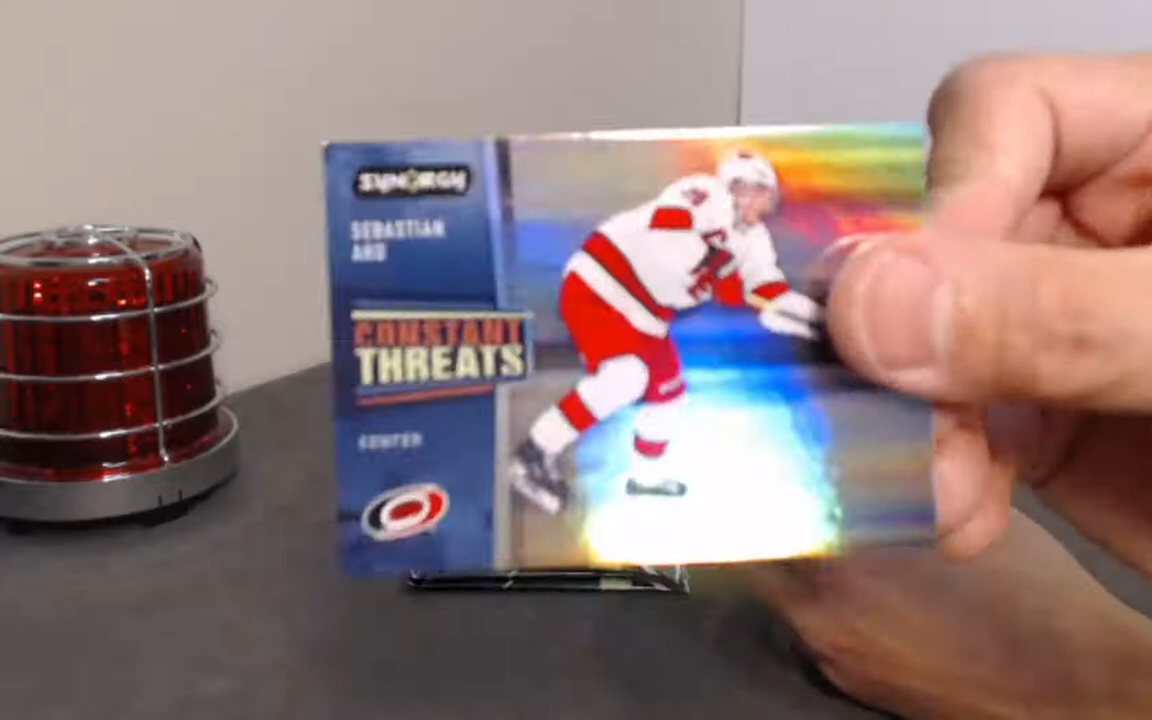 SYNERGY
SEBASTIAN
AHO
CONSTANT
THREATS
CENTER